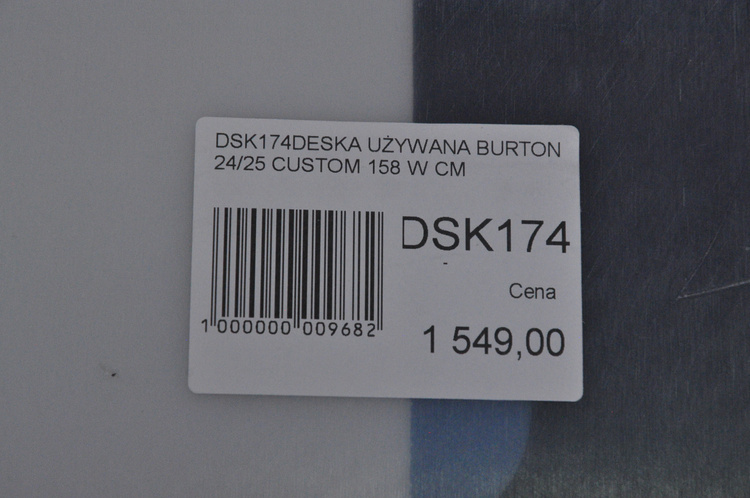 DSK174DESKA UŻYWANA BURTON
24/25 CUSTOM 158 W CM
DSK174
-
Cena
1 549,00
1 000000 009682